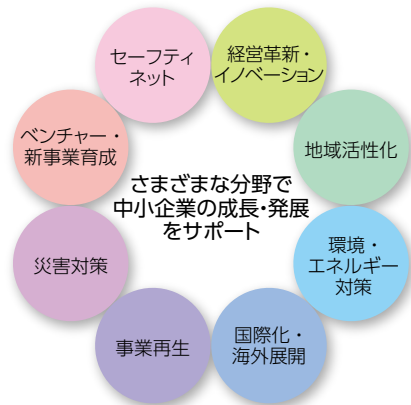 セーフティ
ネット
経営革新・
イノベーション
地域活性化
環境・
エネルギー
対策
国際化・
海外展開
事業再生
災害対策
ベンチャー・
新事業育成
さまざまな分野で
中小企業の成長・発展
をサポート